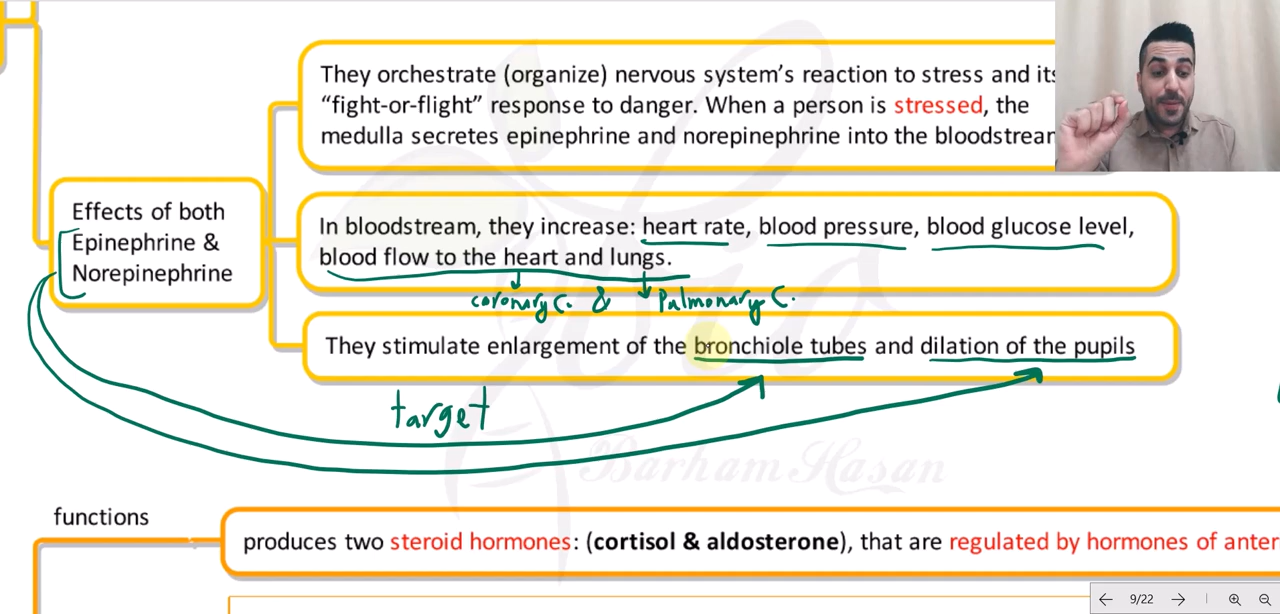 They orchestrate (organize) nervous system's reaction to stress and its
"fight-or-flight" response to danger. When a person is stressed, the
medulla secretes epinephrine and norepinephrine into the
Effects of both
Epinephrine &
Norepinephrine
In bloodstream, they increase: heart rate, blood pressure, blood glucose level,
blood flow to the heart and lungs.
coronary C. & Pulmonary C.
They stimulate enlargement of the bronchiole tubes and dilation of the pupils
target
Barham Hasan
functions
produces two steroid hormones: (cortisol & aldosterone), that are regulated by hormones of
9/22